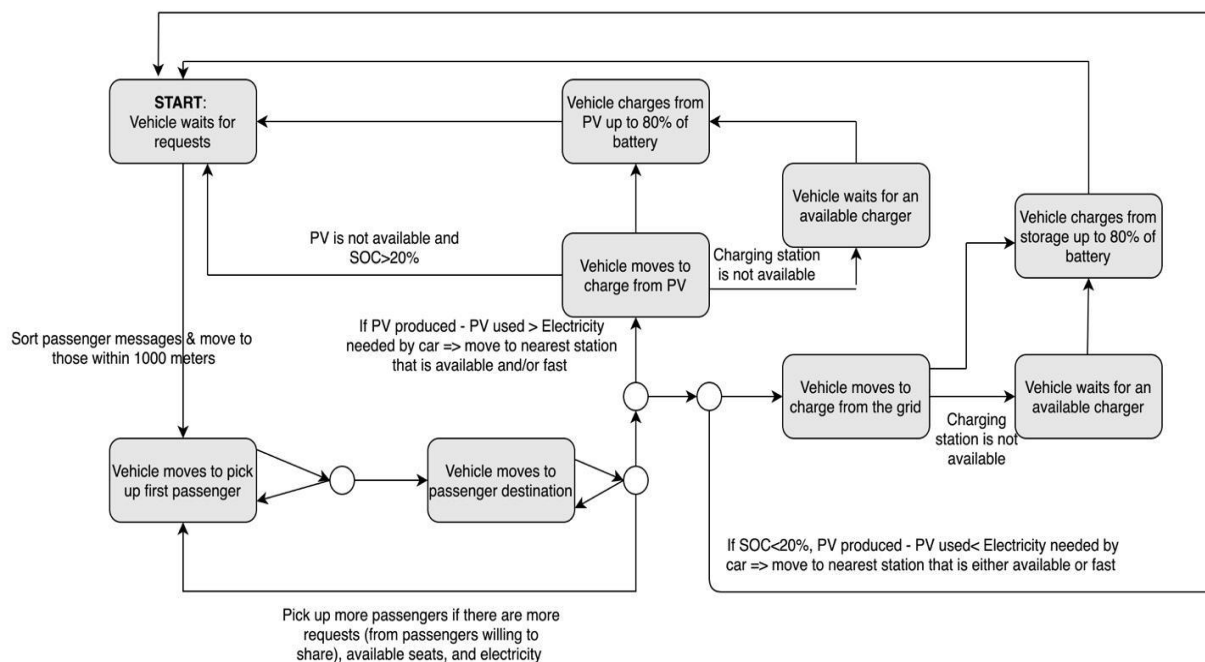 START:
Vehicle waits for
requests
Vehicle charges from
PV up to 80% of
battery
Vehicle waits for an
available charger
Vehicle charges from
storage up to 80% of
battery
PV is not available and
SOC>20%
Vehicle moves to
charge from PV
Charging station
is not available
Sort passenger messages & move to
those within 1000 meters
If PV produced - PV used > Electricity
needed by car => move to nearest station
that is available and/or fast
Vehicle moves to
charge from the grid
Vehicle waits for an
available charger
Charging
station is not
available
Vehicle moves to pick
up first passenger
Vehicle moves to
passenger destination
If SOC<20%, PV produced - PV used< Electricity needed by
car => move to nearest station that is either available or fast
Pick up more passengers if there are more
requests (from passengers willing to
share), available seats, and electricity